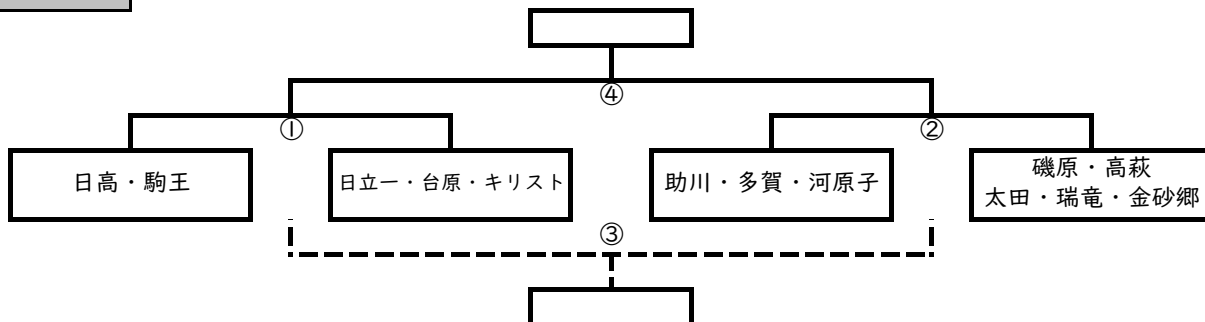 ④
① ②
日高・駒王 日立一・台原・キリスト 助川・多賀・河原子 磯原・高萩
太田・瑞竜・金砂郷
③